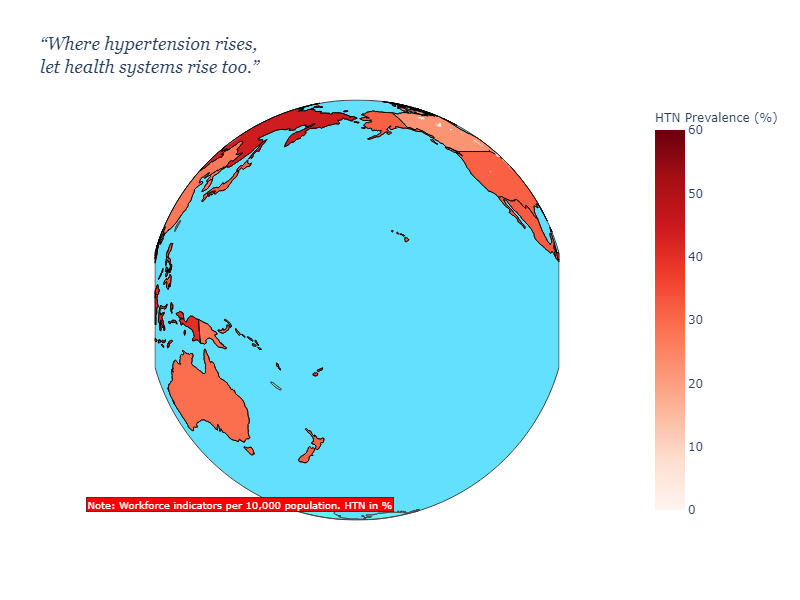 “Where hypertension rises,
let health systems rise too.”
HTN Prevalence (%)
60
50
40
30
20
10
0
Note: Workforce indicators per 10,000 population. HTN in %